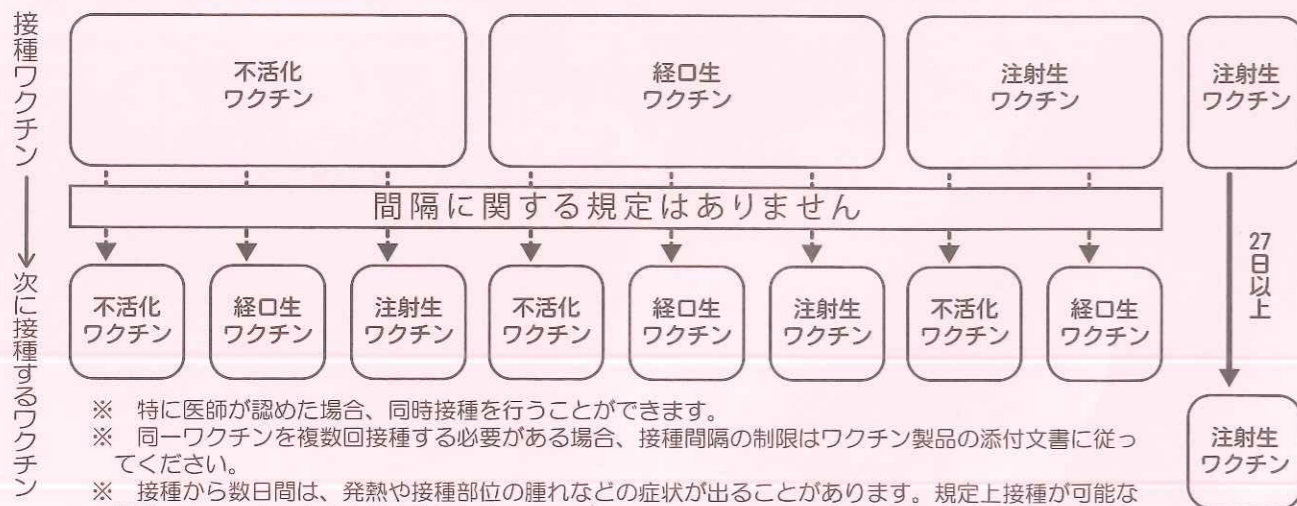 接種ワクチン
次に接種するワクチン
不活化
ワクチン
経口生
ワクチン
注射生
ワクチン
注射生
ワクチン
間隔に関する規定はありません
27日以上
不活化
ワクチン
経口生
ワクチン
注射生
ワクチン
不活化
ワクチン
経口生
ワクチン
注射生
ワクチン
不活化
ワクチン
経口生
ワクチン
注射生
ワクチン
※ 特に医師が認めた場合、同時接種を行うことができます。
※ 同一ワクチンを複数回接種する必要がある場合、接種間隔の制限はワクチン製品の添付文書に従っ
てください。
※ 接種から数日間は、発熱や接種部位の腫れなどの症状が出ることがあります。規定上接種が可能な